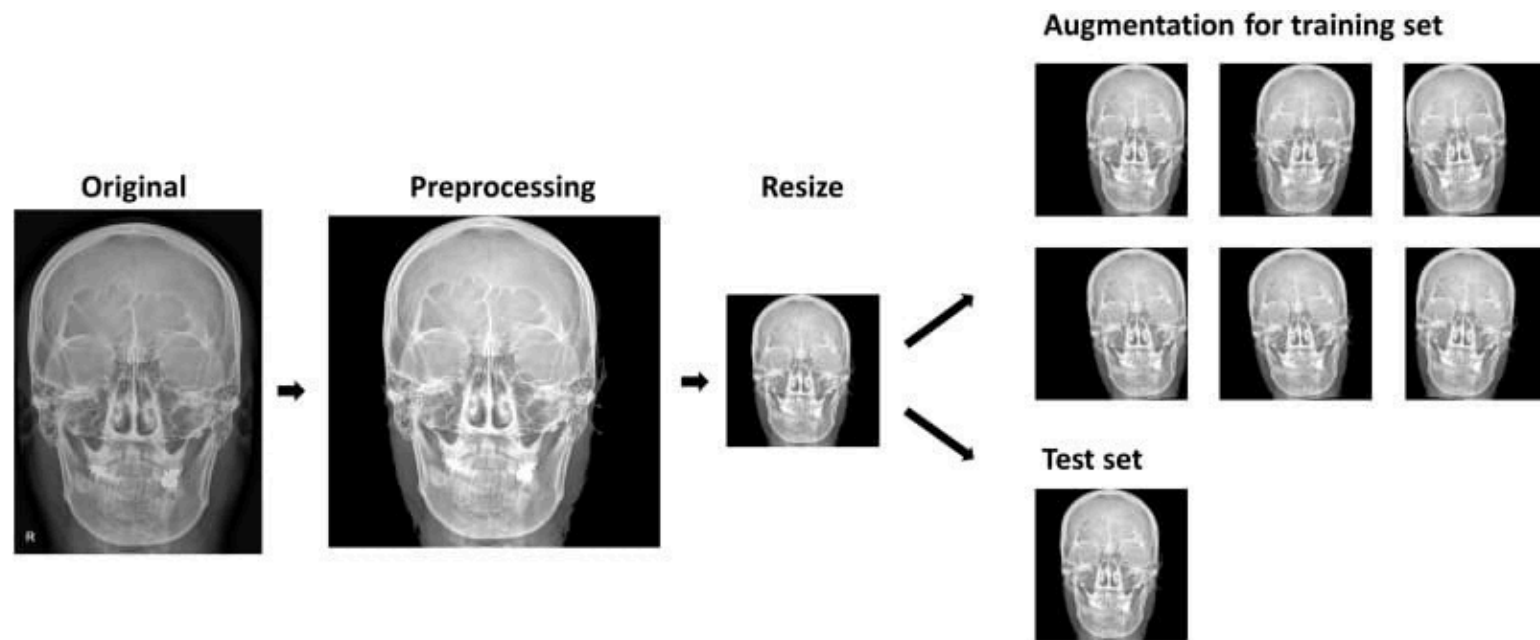 Augmentation for training set
Original
Preprocessing
Resize
R
Test set